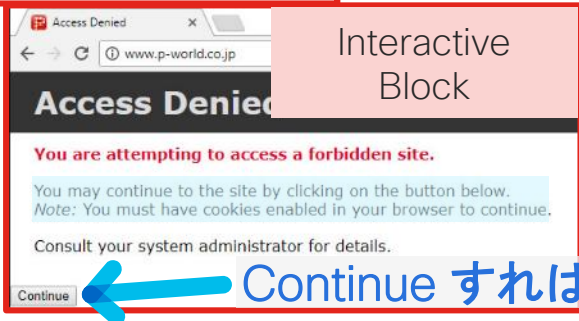 Access Denied
www.p-world.co.jp
Interactive
Block
Access Denied
You are attempting to access a forbidden site.
You may continue to the site by clicking on the button below.
Note: You must have cookies enabled in your browser to continue.
Consult your system administrator for details.
Continue
Continue すれば